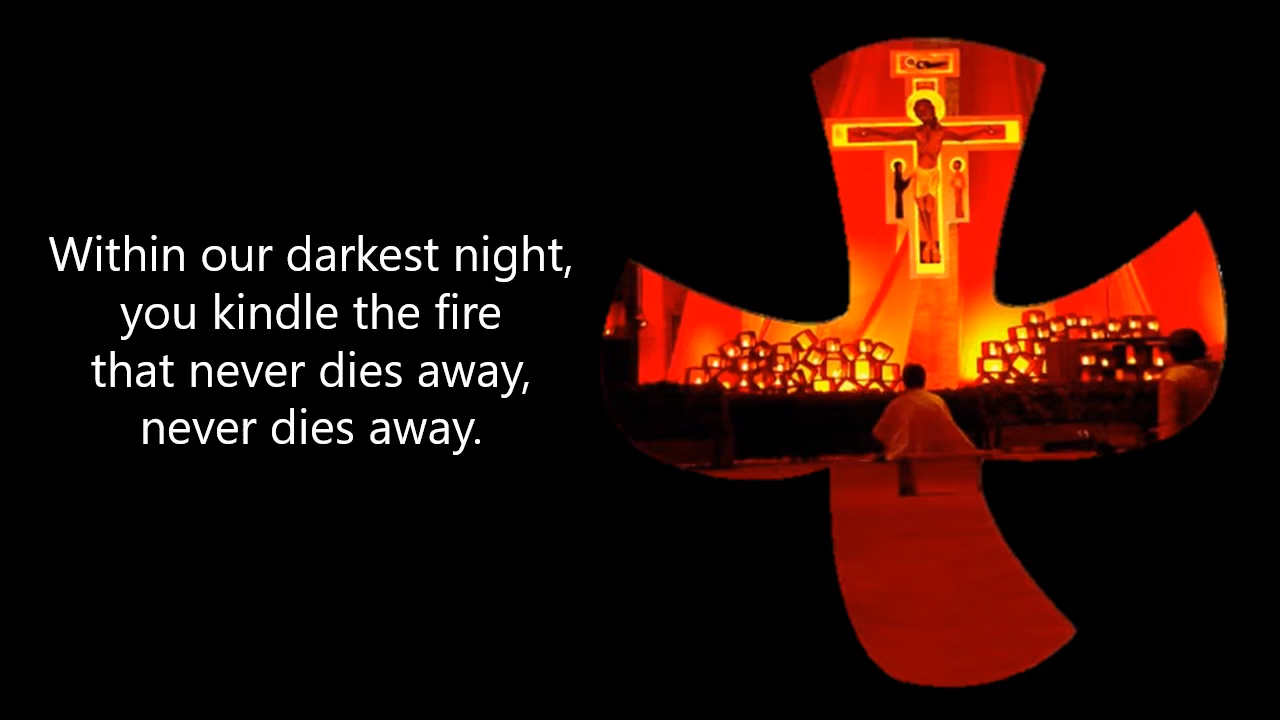 Within our darkest night,
you kindle the fire
that never dies away,
never dies away.